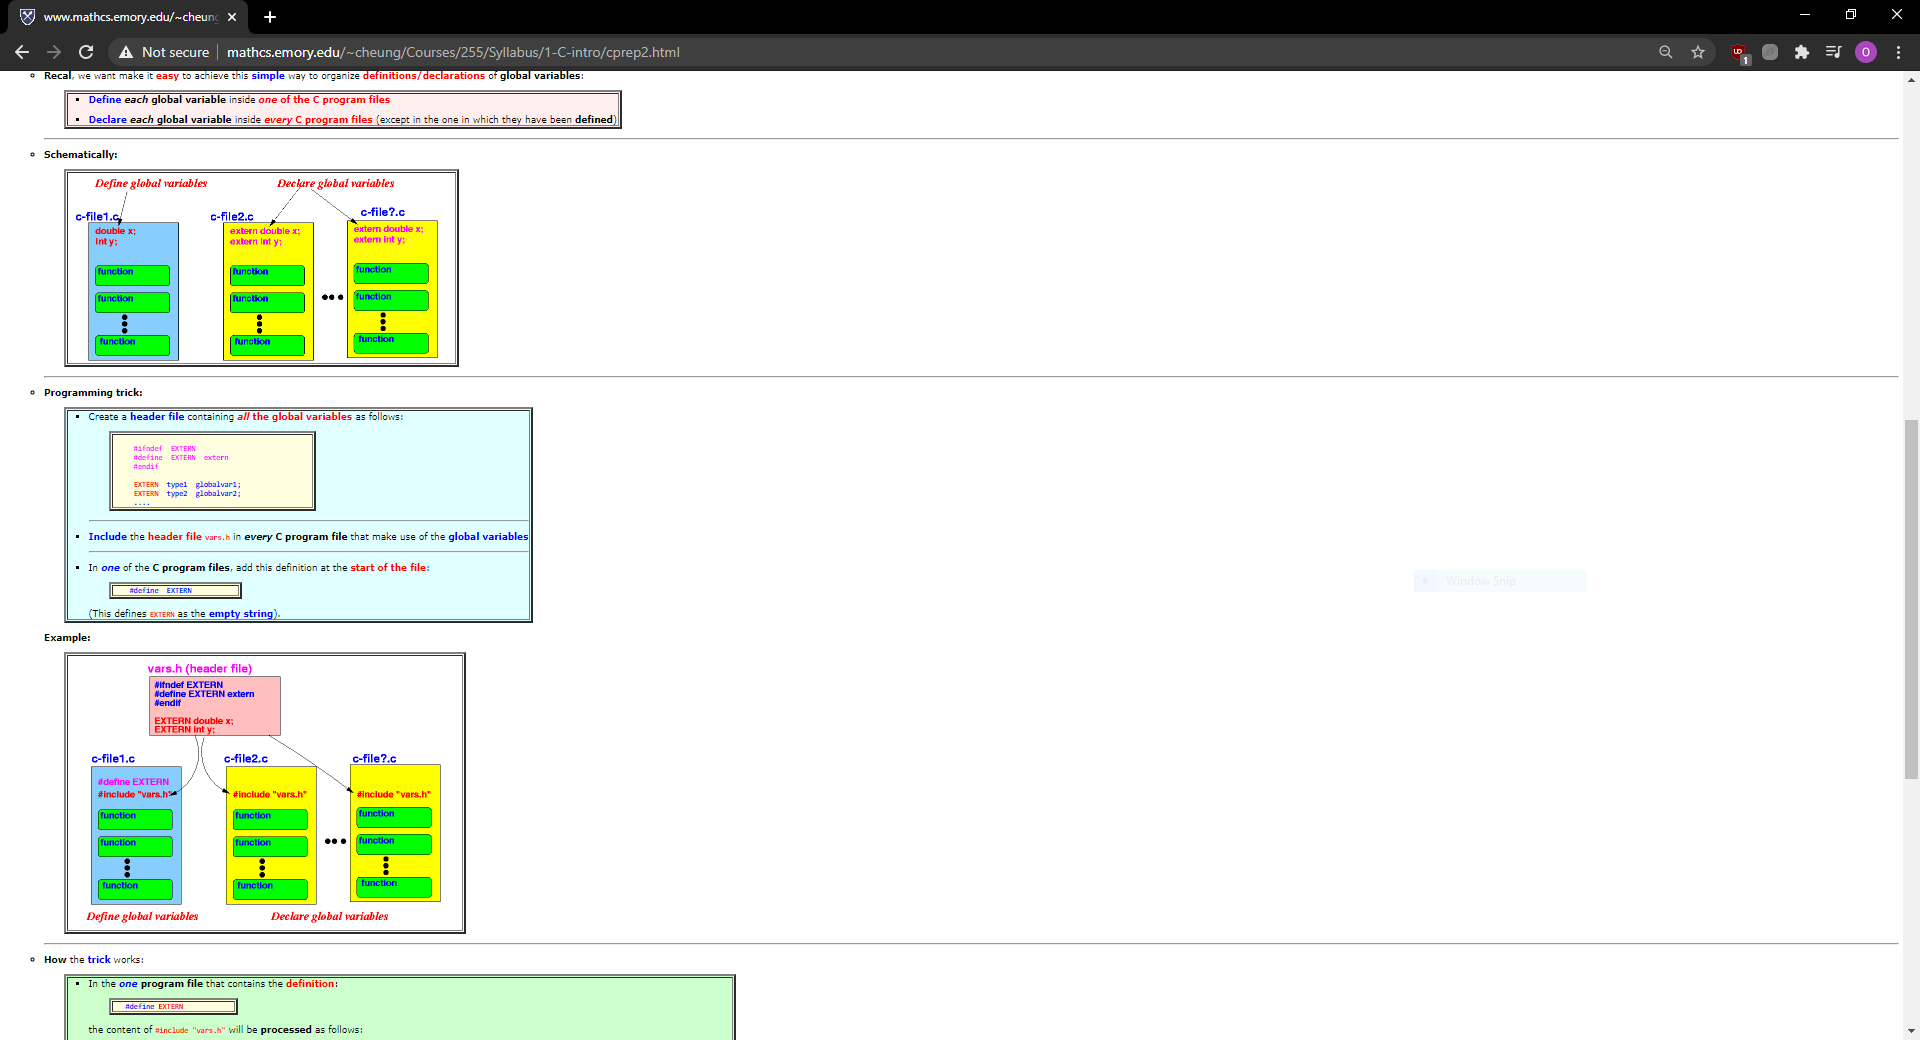 www.mathcs.emory.edu/~cheung
Not secure | mathcs.emory.edu/~cheung/Courses/255/Syllabus/1-C-intro/cprep2.html
UD
1
O
Recal, we want make it easy to achieve this simple way to organize definitions/declarations of global variables:
Define each global variable inside one of the C program files
Declare each global variable inside every C program files (except in the one in which they have been defined)
Schematically:
Define global variables
Declare global variables
c-file1.c
c-file2.c
c-file?.c
double x;
int y;
extern double x;
extern int y;
extern double x;
extern int y;
function
function
function
function
function
function
function
function
function
Programming trick:
Create a header file containing all the global variables as follows:
#ifndef EXTERN
#define EXTERN extern
#endif
EXTERN type1 globalvar1;
EXTERN type2 globalvar2;
....
Include the header file vars.h in every C program file that make use of the global variables
In one of the C program files, add this definition at the start of the file:
#define EXTERN
(This defines EXTERN as the empty string).
Window Snip
Example:
vars.h (header file)
#ifndef EXTERN
#define EXTERN extern
#endif
EXTERN double x;
EXTERN int y;
c-file1.c
c-file2.c
c-file?.c
#define EXTERN
#include "vars.h"
#include "vars.h"
#include "vars.h"
function
function
function
function
function
function
function
function
function
Define global variables
Declare global variables
How the trick works:
In the one program file that contains the definition:
#define EXTERN
the content of #include "vars.h" will be processed as follows: